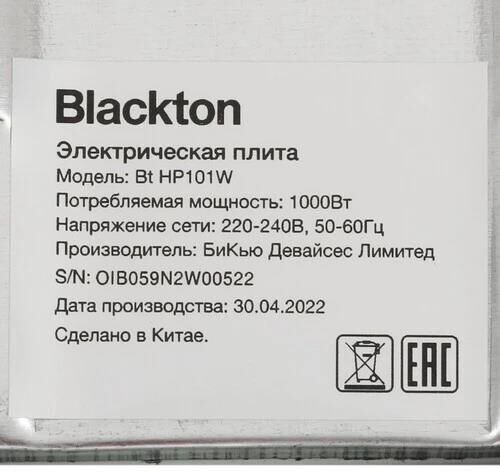 Blackton
Электрическая плита
Модель: Bt HP101W
Потребляемая мощность: 1000Вт
Напряжение сети: 220-240В, 50-60Гц
Производитель: БиКью Девайсес Лимитед
S/N: OIB059N2W00522
Дата производства: 30.04.2022
Сделано в Китае.
EAC